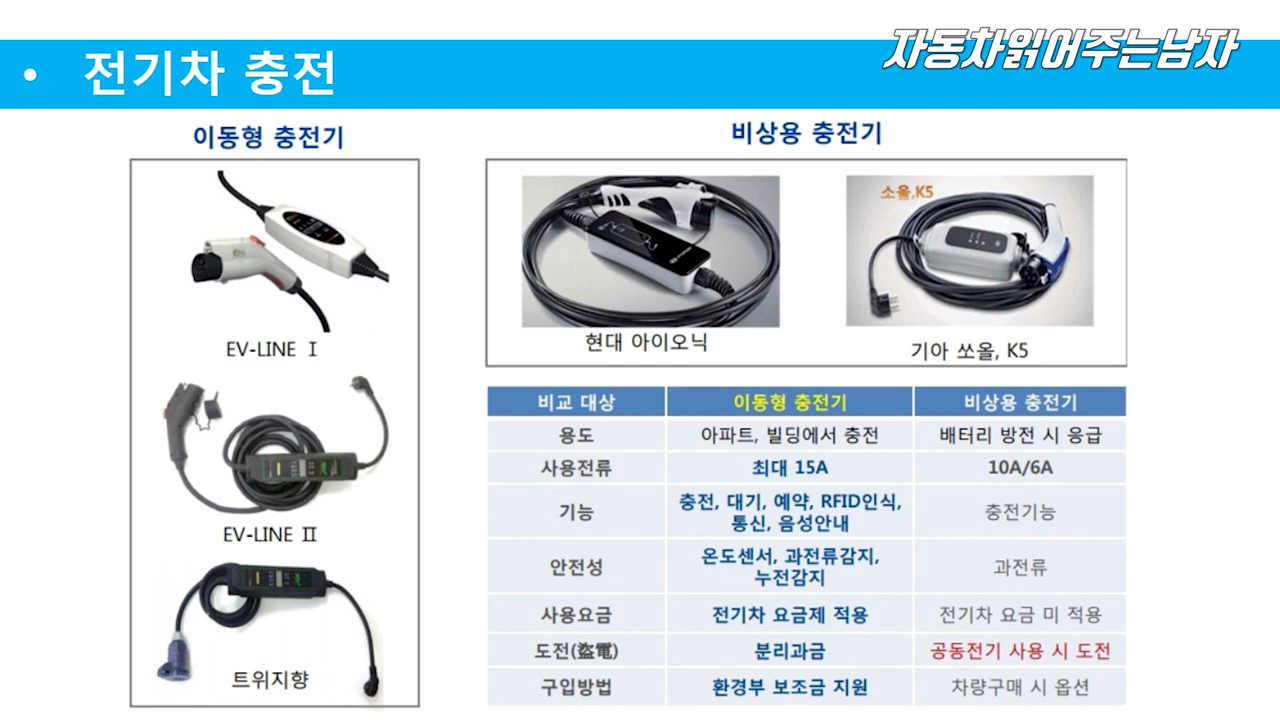 자동차읽어주는남자
• 전기차 충전
이동형 충전기
EV-LINE Ⅰ
EV-LINE Ⅱ
트위지향
비상용 충전기
소울,K5
현대 아이오닉
기아 쏘올, K5
비교 대상 이동형 충전기 비상용 충전기
용도 아파트, 빌딩에서 충전 배터리 방전 시 응급
사용전류 최대 15A 10A/6A
기능 충전, 대기, 예약, RFID인식,
통신, 음성안내 충전기능
안전성 온도센서, 과전류감지,
누전감지 과전류
사용요금 전기차 요금제 적용 전기차 요금 미 적용
도전(盜電) 분리과금 공동전기 사용 시 도전
구입방법 환경부 보조금 지원 차량구매 시 옵션